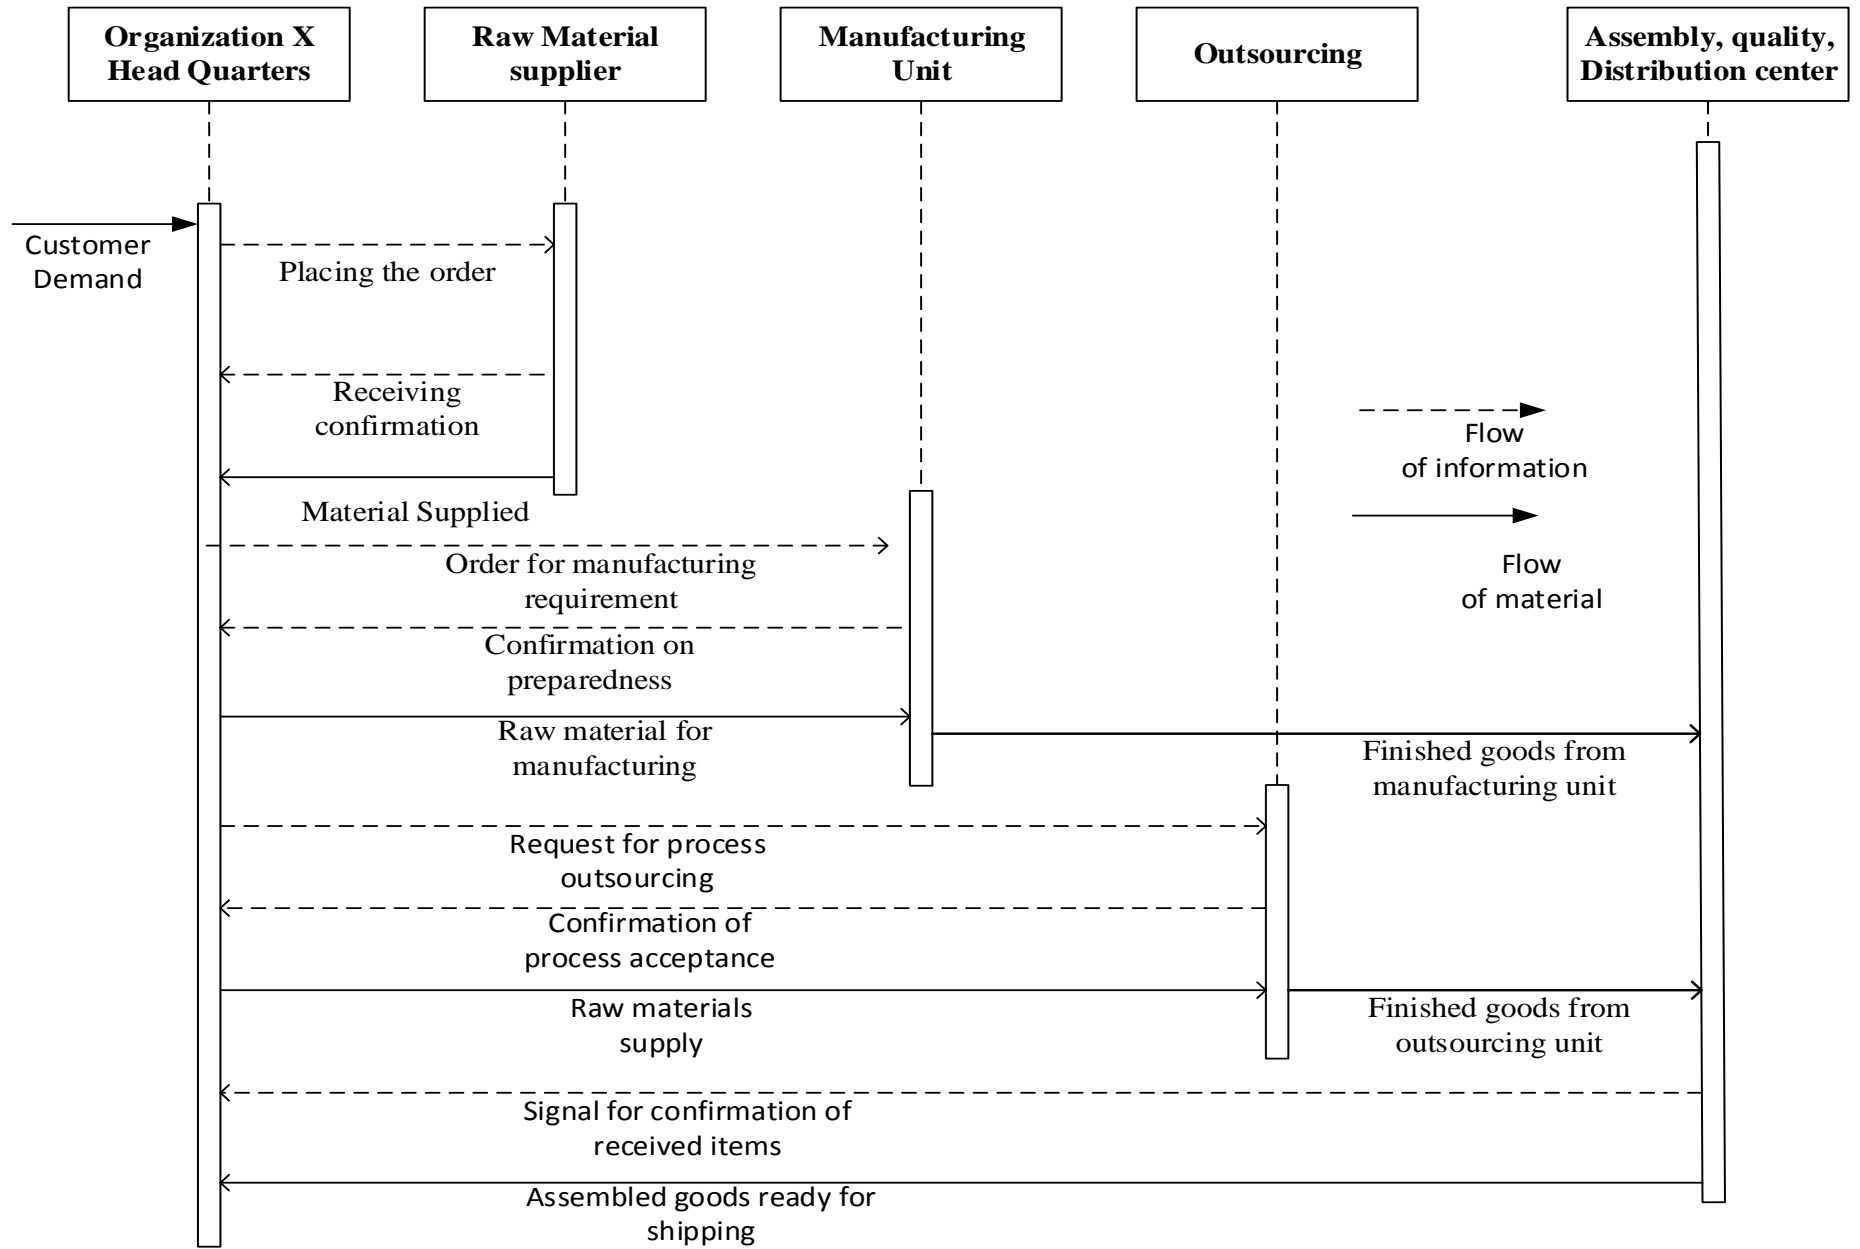 Organization X
Head Quarters
Raw Material
supplier
Manufacturing
Unit
Outsourcing
Assembly, quality,
Distribution center
Customer
Demand
Placing the order
Receiving
confirmation
Flow
of information
Material Supplied
Order for manufacturing
requirement
Flow
of material
Confirmation on
preparedness
Raw material for
manufacturing
Finished goods from
manufacturing unit
Request for process
outsourcing
Confirmation of
process acceptance
Raw materials
supply
Finished goods from
outsourcing unit
Signal for confirmation of
received items
Assembled goods ready for
shipping